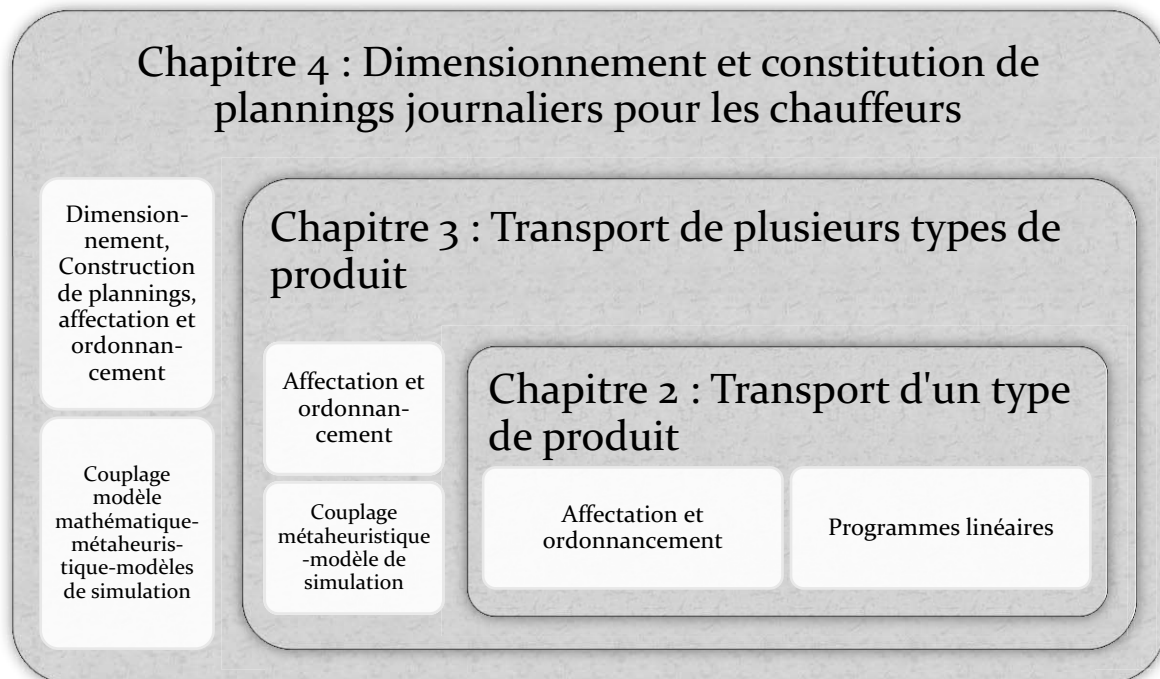 Chapitre 4 : Dimensionnement et constitution de
plannings journaliers pour les chauffeurs
Dimension-
nement,
Construction
de plannings,
affectation et
ordonnan-
cement
Couplage
modèle
mathématique-
métaheuris-
tique-modèles
de simulation
Chapitre 3 : Transport de plusieurs types de
produit
Affectation et
ordonnan-
cement
Couplage
métaheuristique
-modèle de
simulation
Chapitre 2 : Transport d'un type
de produit
Affectation et
ordonnancement
Programmes linéaires